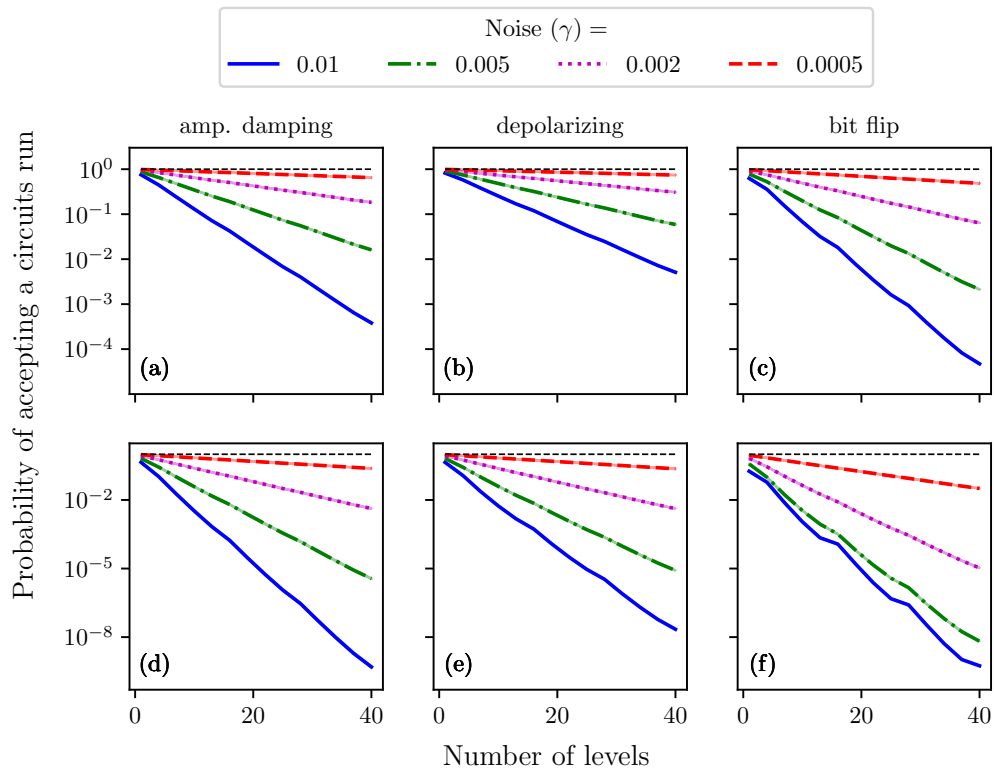 Noise (γ) =
0.01 0.005 0.002 0.0005
amp. damping depolarizing bit flip
Probability of accepting a circuits run
10⁰
10⁻¹
10⁻²
10⁻³
10⁻⁴
(a) (b) (c)
10⁻²
10⁻⁵
10⁻⁸
(d) (e) (f)
0 20 40 0 20 40 0 20 40
Number of levels